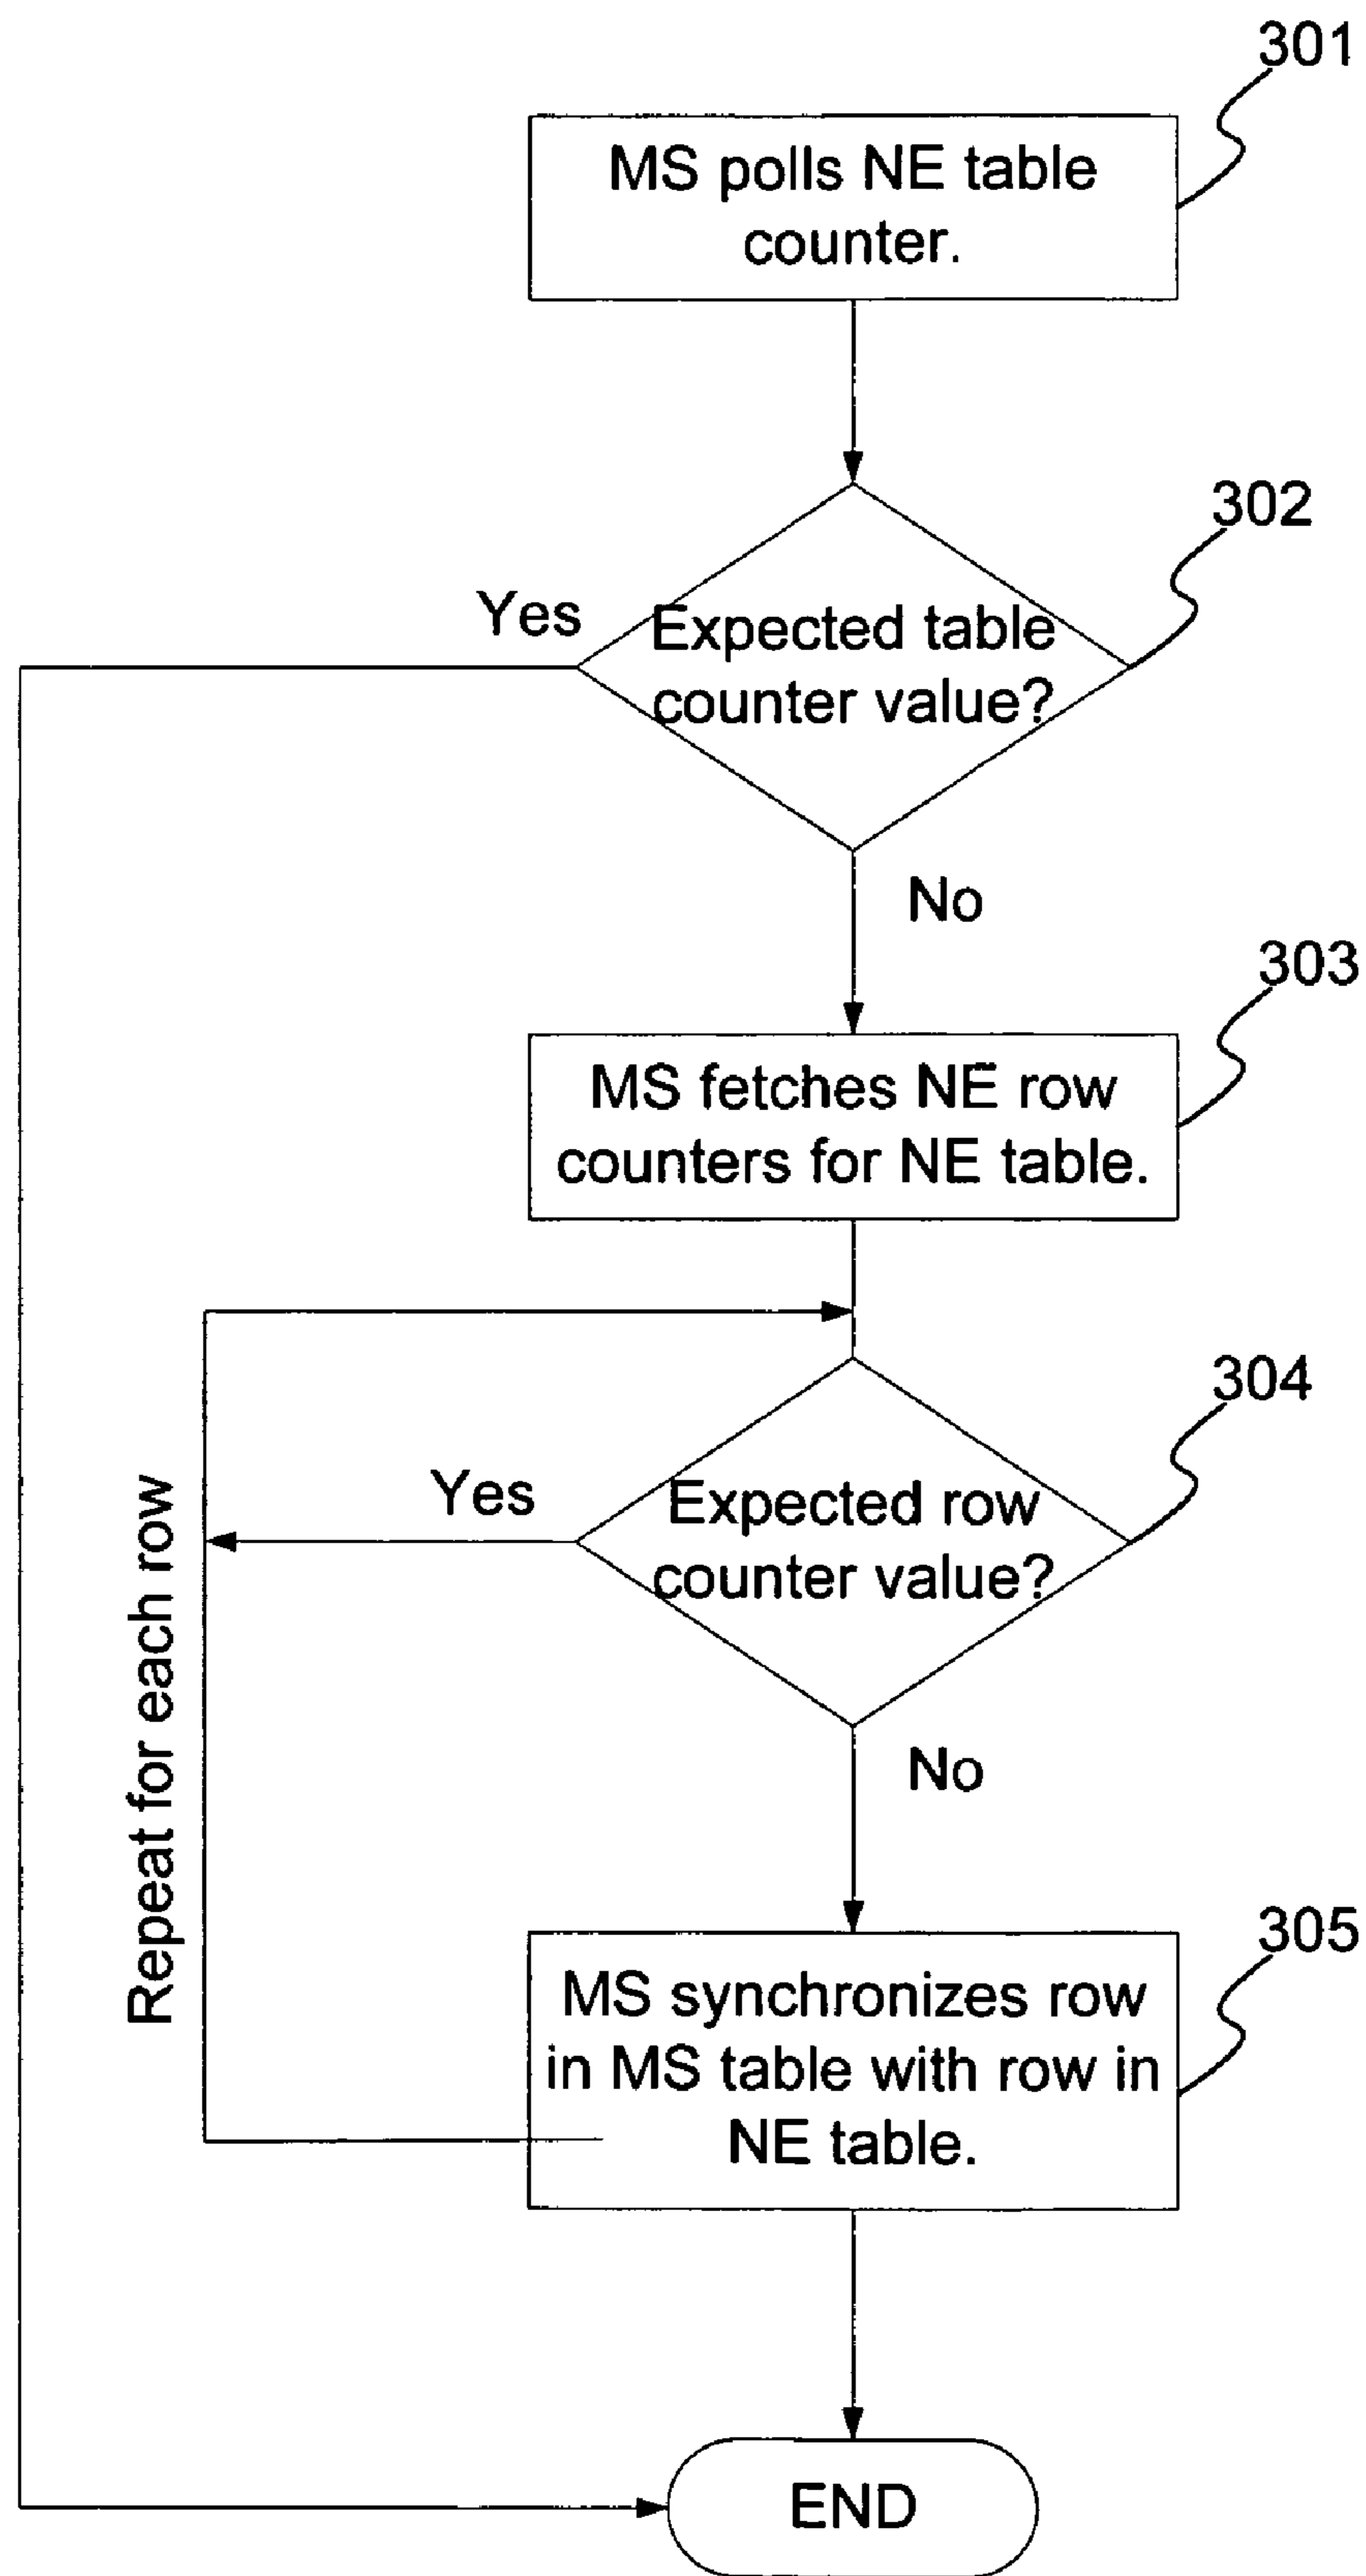 301
MS polls NE table
counter.
302
Yes
Expected table
counter value?
No
303
MS fetches NE row
counters for NE table.
304
Yes
Expected row
counter value?
Repeat for each row
No
305
MS synchronizes row
in MS table with row in
NE table.
END